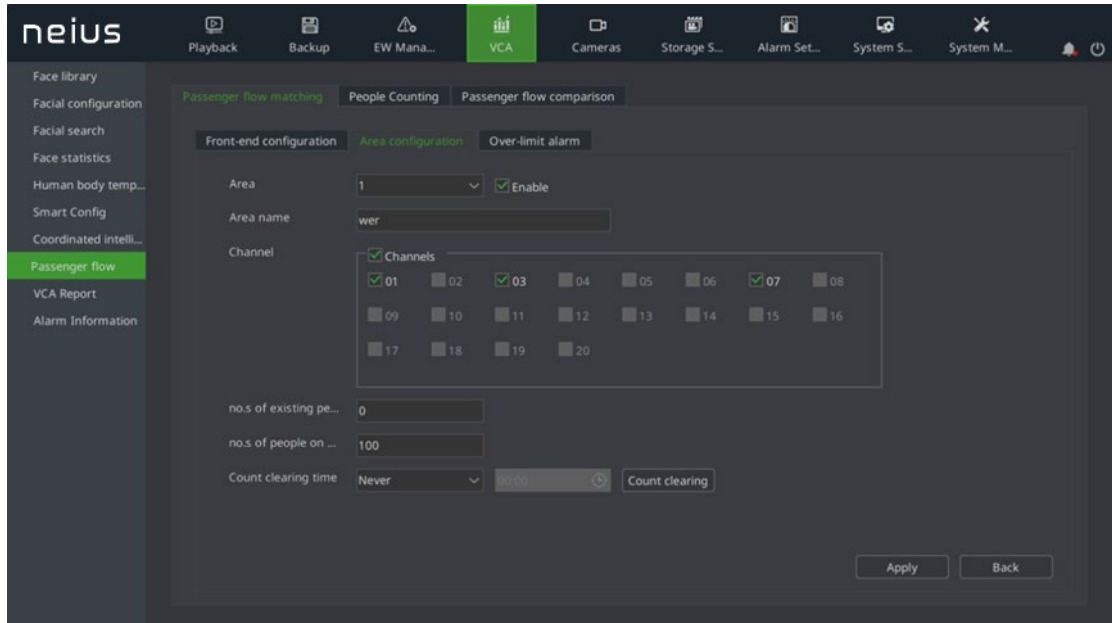 neius
Playback Backup EW Mana... VCA Cameras Storage S... Alarm Set... System S... System M...
Face library
Facial configuration
Facial search
Face statistics
Human body temp...
Smart Config
Coordinated intelli...
Passenger flow
VCA Report
Alarm Information
Passenger flow matching People Counting Passenger flow comparison
Front-end configuration Area configuration Over-limit alarm
Area 1 Enable
Area name wer
Channel Channels
01 02 03 04 05 06 07 08
09 10 11 12 13 14 15 16
17 18 19 20
no.s of existing pe... 0
no.s of people on ... 100
Count clearing time Never 00:00 Count clearing
Apply Back